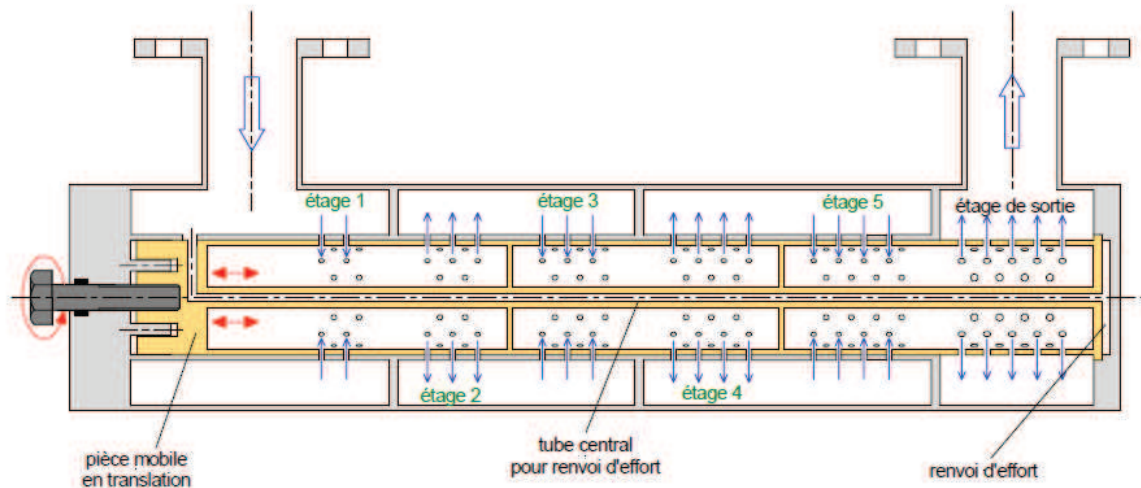 étage 1
étage 3
étage 5
étage de sortie
étage 2
étage 4
pièce mobile
en translation
tube central
pour renvoi d'effort
renvoi d'effort